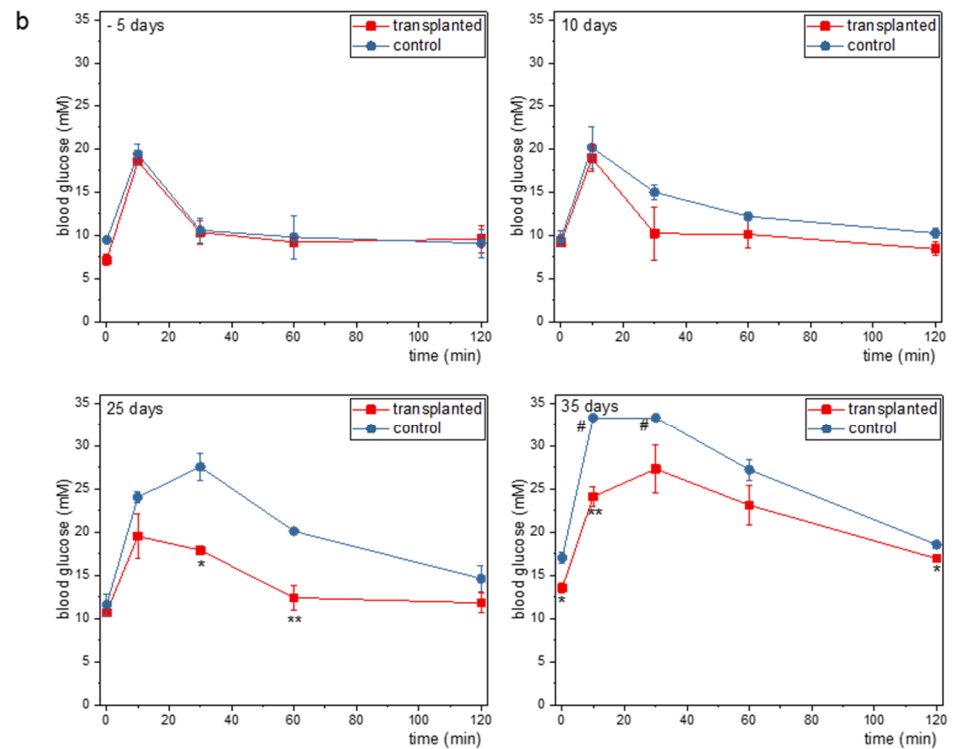 b
- 5 days
transplanted
control
35
30
25
20
15
10
5
0
blood glucose (mM)
0 20 40 60 80 100 120
time (min)
10 days
transplanted
control
35
30
25
20
15
10
5
0
blood glucose (mM)
0 20 40 60 80 100 120
time (min)
25 days
transplanted
control
35
30
25
20
15
10
5
0
blood glucose (mM)
*
**
0 20 40 60 80 100 120
time (min)
35 days
transplanted
control
35
30
25
20
15
10
5
0
blood glucose (mM)
# #
**
*
*
0 20 40 60 80 100 120
time (min)